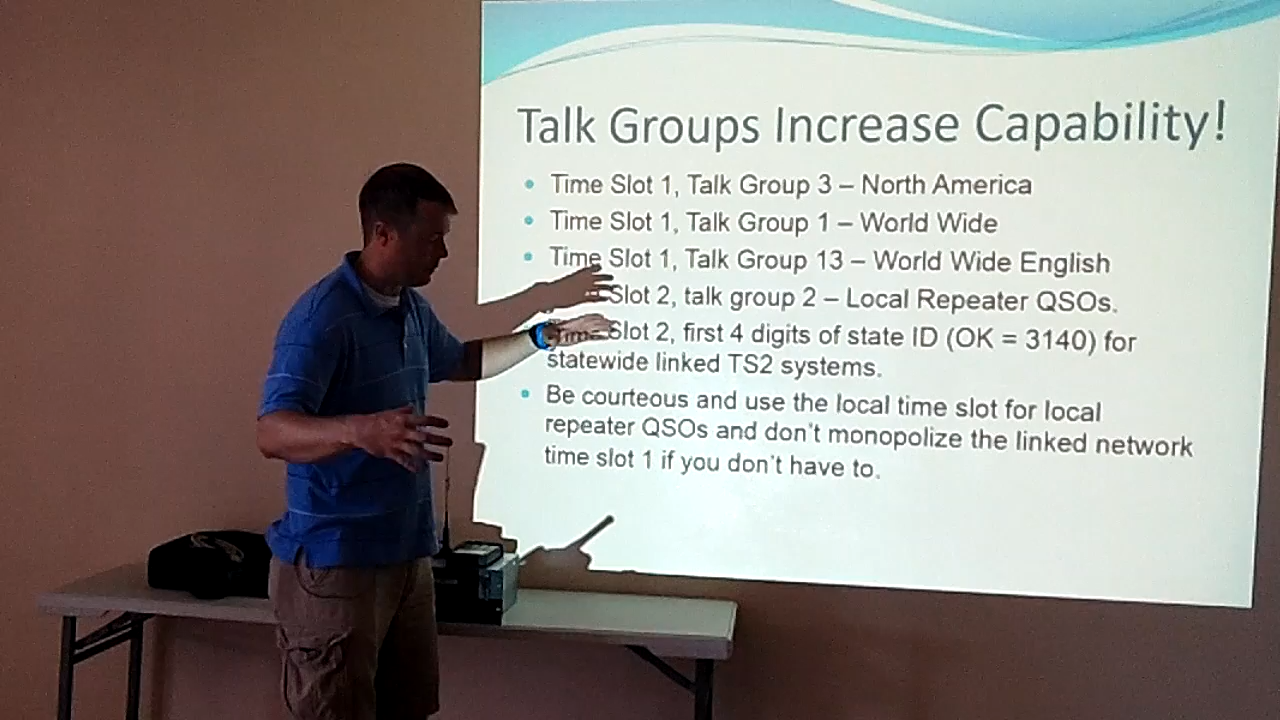 Talk Groups Increase Capability!
• Time Slot 1, Talk Group 3 – North America
• Time Slot 1, Talk Group 1 – World Wide
• Time Slot 1, Talk Group 13 – World Wide English
Slot 2, talk group 2 – Local Repeater QSOs.
Time Slot 2, first 4 digits of state ID (OK = 3140) for
statewide linked TS2 systems.
• Be courteous and use the local time slot for local
repeater QSOs and don't monopolize the linked network
time slot 1 if you don't have to.